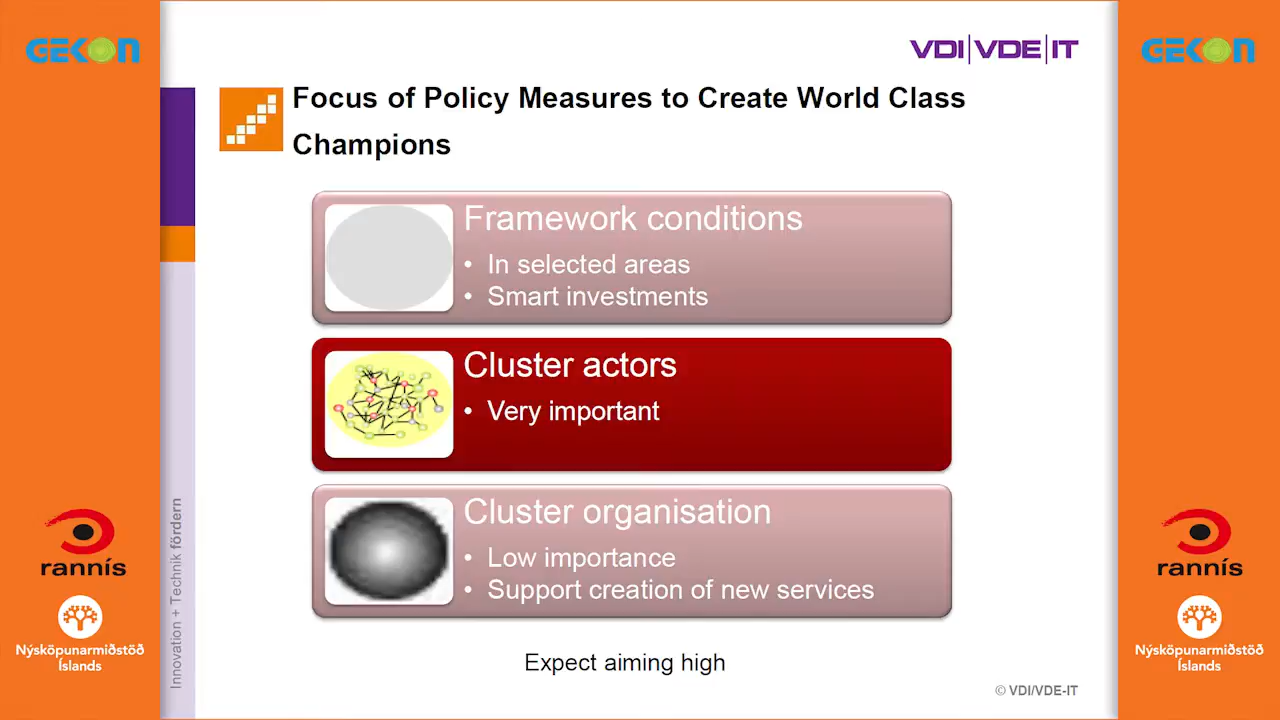 GEKON
VDI|VDE|IT
GEKON
Focus of Policy Measures to Create World Class
Champions
Framework conditions
• In selected areas
• Smart investments
Cluster actors
• Very important
Cluster organisation
• Low importance
• Support creation of new services
Expect aiming high
© VDI/VDE-IT
Innovation + Technik fördern
rannís
Nýsköpunarmiðstöð
Íslands
rannís
Nýsköpunarmiðstöð
Íslands